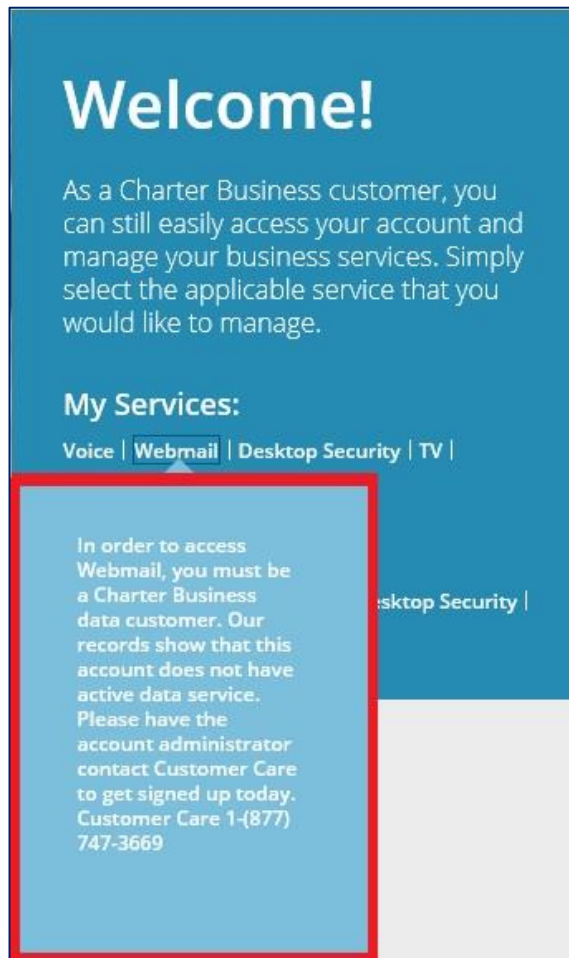 Welcome!
As a Charter Business customer, you
can still easily access your account and
manage your business services. Simply
select the applicable service that you
would like to manage.
My Services:
Voice | Webmail | Desktop Security | TV |
In order to access
Webmail, you must be
a Charter Business
data customer. Our
records show that this
account does not have
active data service.
Please have the
account administrator
contact Customer Care
to get signed up today.
Customer Care 1-(877)
747-3669
esktop Security |